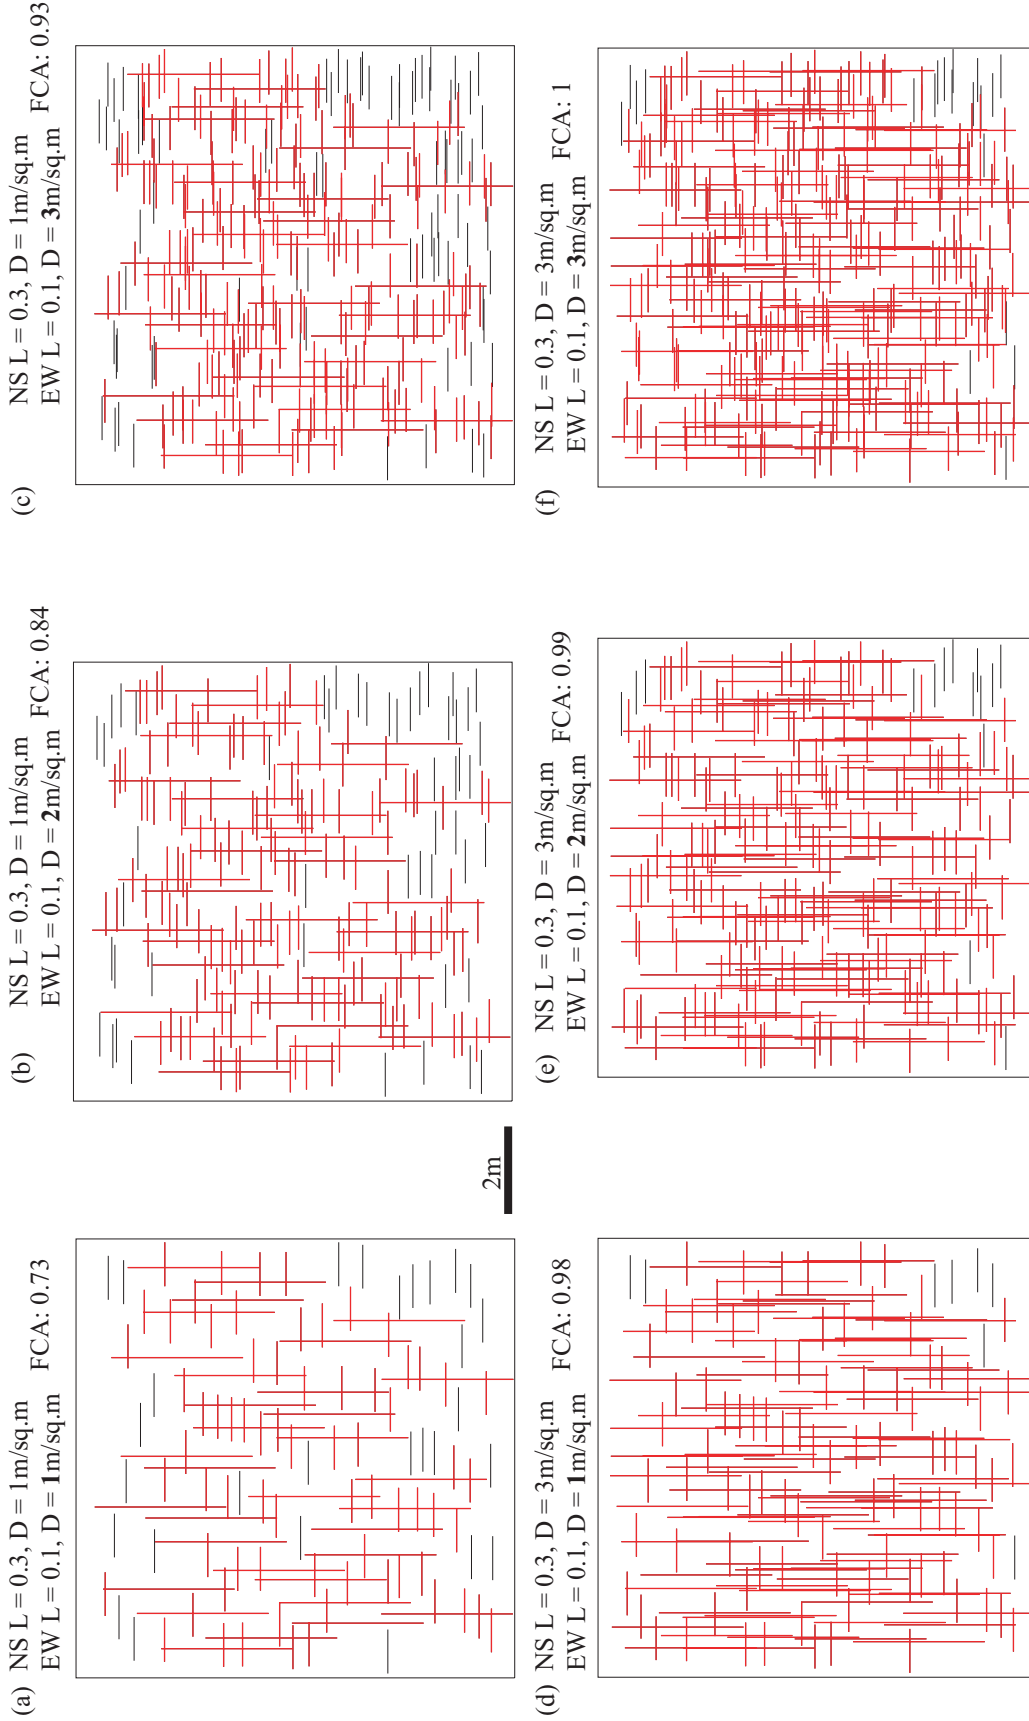 (a) NS L = 0.3, D = 1m/sq.m
EW L = 0.1, D = 1m/sq.m FCA: 0.73
(b) NS L = 0.3, D = 1m/sq.m
EW L = 0.1, D = 2m/sq.m FCA: 0.84
(c) NS L = 0.3, D = 1m/sq.m
EW L = 0.1, D = 3m/sq.m FCA: 0.93
2m
(d) NS L = 0.3, D = 3m/sq.m
EW L = 0.1, D = 1m/sq.m FCA: 0.98
(e) NS L = 0.3, D = 3m/sq.m
EW L = 0.1, D = 2m/sq.m FCA: 0.99
(f) NS L = 0.3, D = 3m/sq.m
EW L = 0.1, D = 3m/sq.m FCA: 1